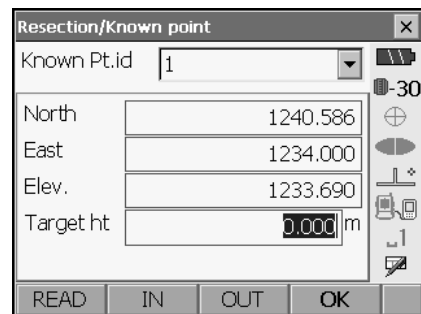 Resection/Known point
Known Pt.id 1
-30
North 1240.586
East 1234.000
Elev. 1233.690
Target ht 0.000 m
1
READ IN OUT OK